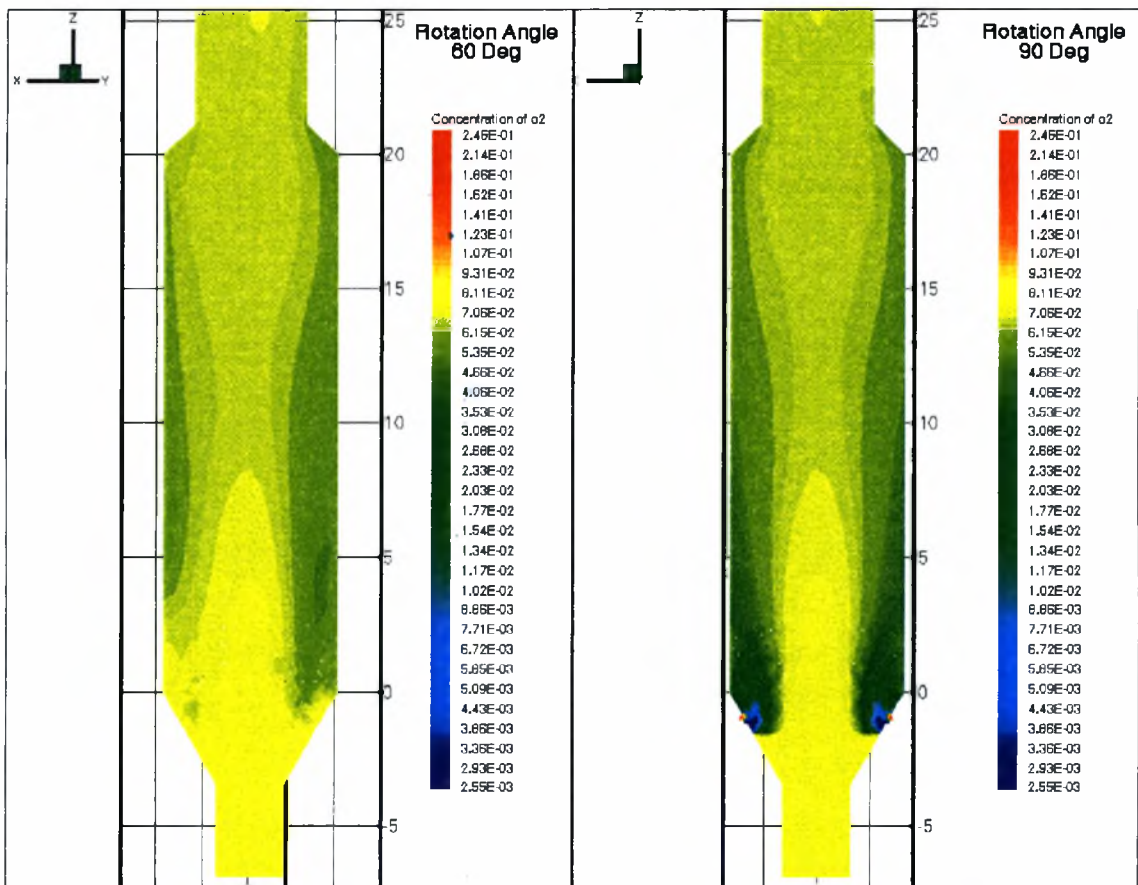 Z
X
Y
25
20
15
10
5
0
-5
Rotation Angle
60 Deg
Concentration of o2
2.46E-01
2.14E-01
1.86E-01
1.62E-01
1.41E-01
1.23E-01
1.07E-01
9.31E-02
8.11E-02
7.06E-02
6.15E-02
5.35E-02
4.66E-02
4.06E-02
3.53E-02
3.08E-02
2.68E-02
2.33E-02
2.03E-02
1.77E-02
1.54E-02
1.34E-02
1.17E-02
1.02E-02
8.86E-03
7.71E-03
6.72E-03
5.85E-03
5.09E-03
4.43E-03
3.86E-03
3.36E-03
2.93E-03
2.55E-03
Z
25
20
15
10
5
0
-5
Rotation Angle
90 Deg
Concentration of o2
2.46E-01
2.14E-01
1.86E-01
1.62E-01
1.41E-01
1.23E-01
1.07E-01
9.31E-02
8.11E-02
7.06E-02
6.15E-02
5.35E-02
4.66E-02
4.06E-02
3.53E-02
3.08E-02
2.68E-02
2.33E-02
2.03E-02
1.77E-02
1.54E-02
1.34E-02
1.17E-02
1.02E-02
8.86E-03
7.71E-03
6.72E-03
5.85E-03
5.09E-03
4.43E-03
3.86E-03
3.36E-03
2.93E-03
2.55E-03